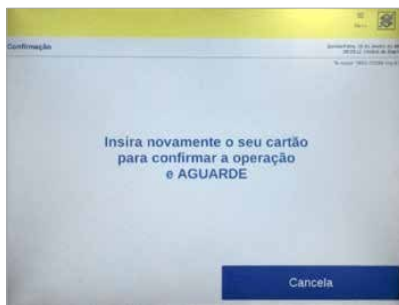 Confirmação
Insira novamente o seu cartão
para confirmar a operação
e AGUARDE
Cancela